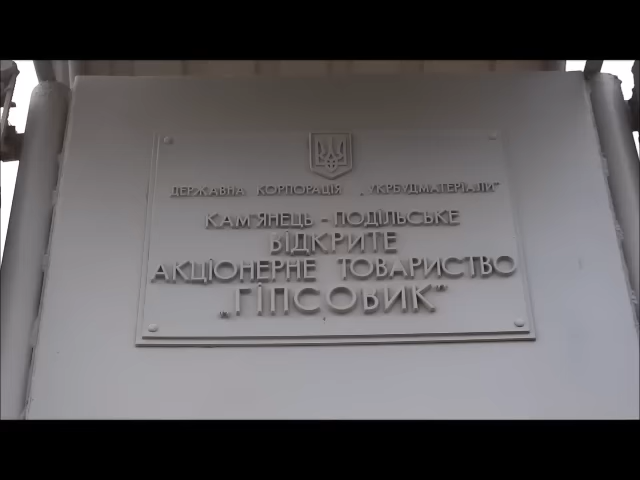 ДЕРЖАВНА КОРПОРАЦІЯ „УКРБУДМАТЕРІАЛИ"
КАМ'ЯНЕЦЬ - ПОДІЛЬСЬКЕ
ВІДКРИТЕ
АКЦІОНЕРНЕ ТОВАРИСТВО
„ГІПСОВИК"